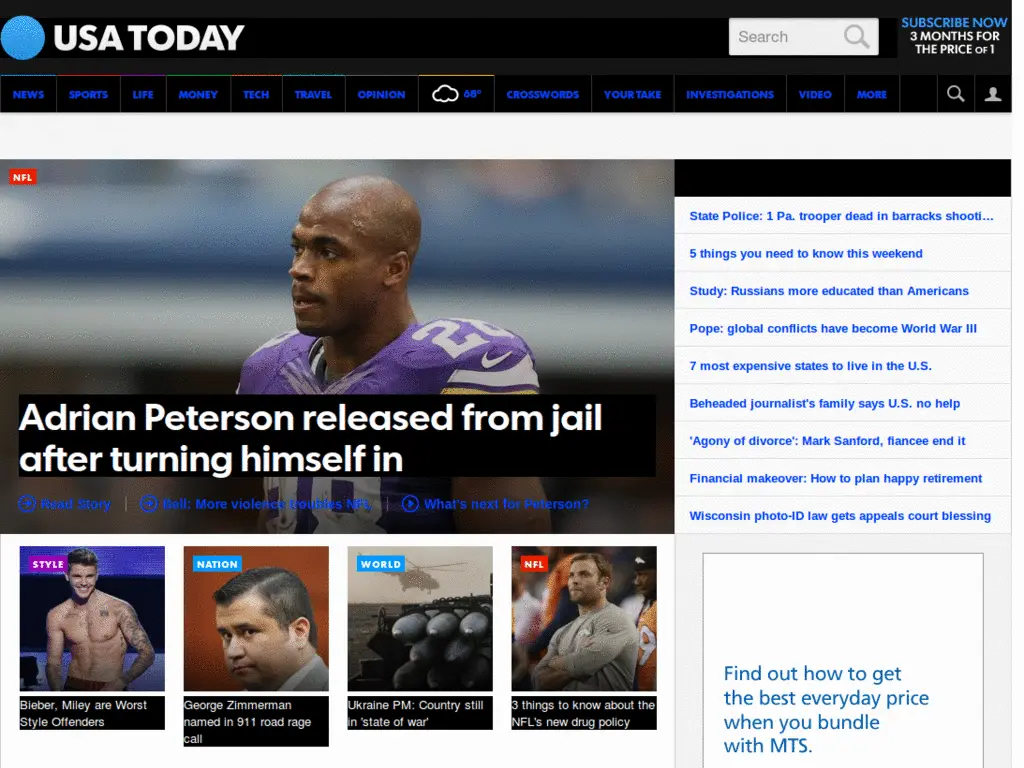 USA TODAY
Search
SUBSCRIBE NOW
3 MONTHS FOR
THE PRICE OF 1
NEWS
SPORTS
LIFE
MONEY
TECH
TRAVEL
OPINION
68°
CROSSWORDS
YOUR TAKE
INVESTIGATIONS
VIDEO
MORE
NFL
28
Adrian Peterson released from jail
after turning himself in
Read Story
Bell: More violence troubles NFL
What's next for Peterson?
State Police: 1 Pa. trooper dead in barracks shooti...
5 things you need to know this weekend
Study: Russians more educated than Americans
Pope: global conflicts have become World War III
7 most expensive states to live in the U.S.
Beheaded journalist's family says U.S. no help
'Agony of divorce': Mark Sanford, fiancee end it
Financial makeover: How to plan happy retirement
Wisconsin photo-ID law gets appeals court blessing
STYLE
Bieber, Miley are Worst
Style Offenders
NATION
George Zimmerman
named in 911 road rage
call
WORLD
Ukraine PM: Country still
in 'state of war'
NFL
3 things to know about the
NFL's new drug policy
Find out how to get
the best everyday price
when you bundle
with MTS.